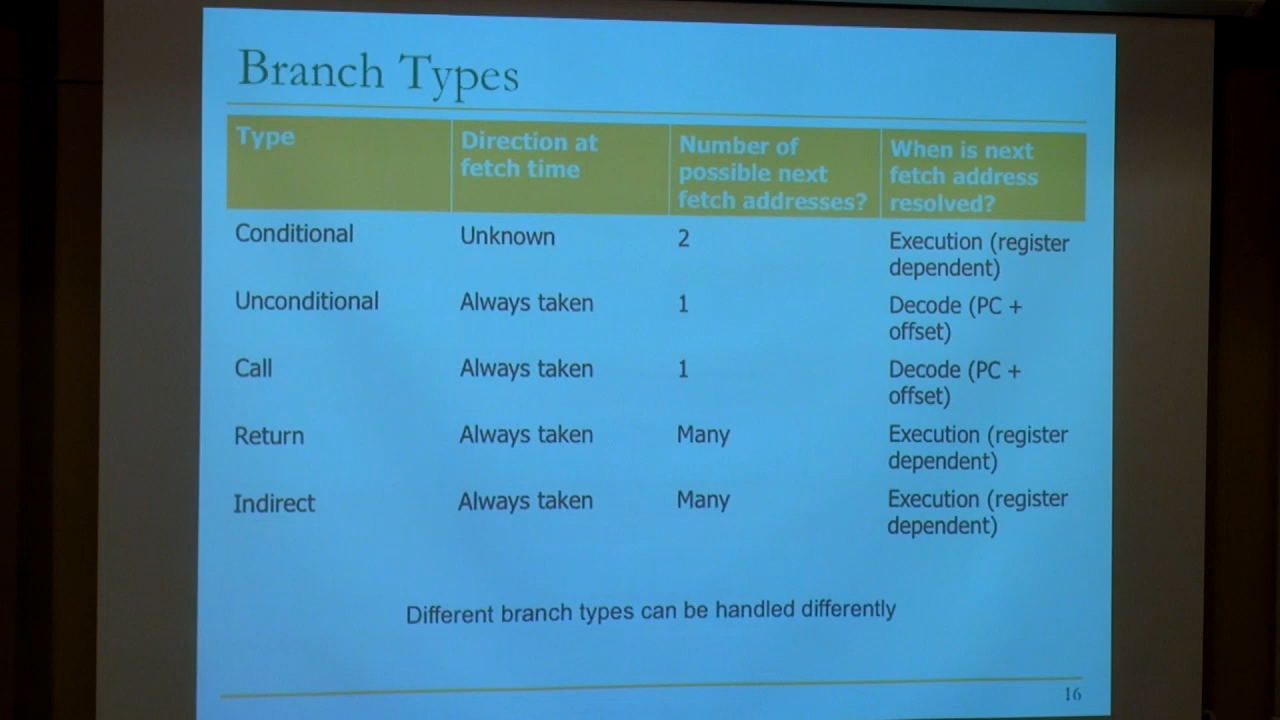 Branch Types
Type
Direction at
fetch time
Number of
possible next
fetch addresses?
When is next
fetch address
resolved?
Conditional
Unknown
2
Execution (register
dependent)
Unconditional
Always taken
1
Decode (PC +
offset)
Call
Always taken
1
Decode (PC +
offset)
Return
Always taken
Many
Execution (register
dependent)
Indirect
Always taken
Many
Execution (register
dependent)
Different branch types can be handled differently
16